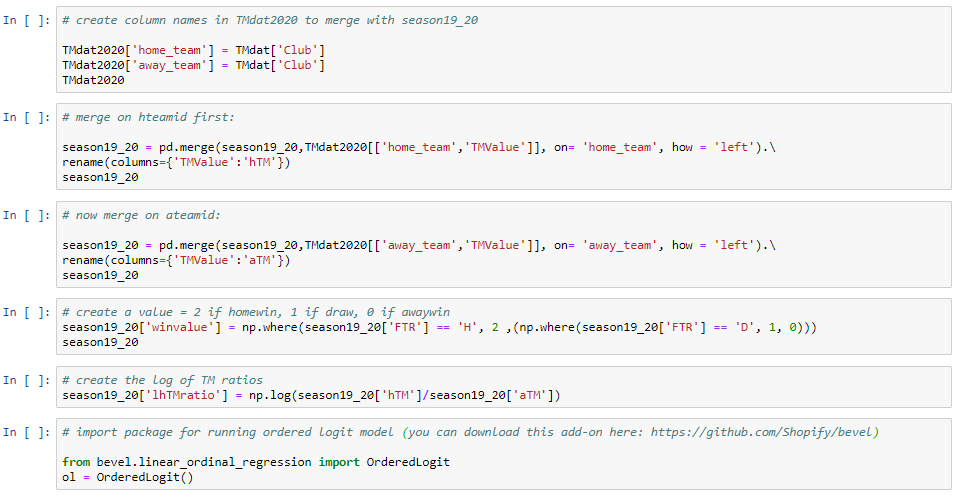 In [ ]: # create column names in TMdat2020 to merge with season19_20
TMdat2020['home_team'] = TMdat['Club']
TMdat2020['away_team'] = TMdat['Club']
TMdat2020
In [ ]: # merge on hteamid first:
season19_20 = pd.merge(season19_20,TMdat2020[['home_team','TMValue']], on= 'home_team', how = 'left').\
rename(columns={'TMValue':'hTM'})
season19_20
In [ ]: # now merge on ateamid:
season19_20 = pd.merge(season19_20,TMdat2020[['away_team','TMValue']], on= 'away_team', how = 'left').\
rename(columns={'TMValue':'aTM'})
season19_20
In [ ]: # create a value = 2 if homewin, 1 if draw, 0 if awaywin
season19_20['winvalue'] = np.where(season19_20['FTR'] == 'H', 2 ,(np.where(season19_20['FTR'] == 'D', 1, 0)))
season19_20
In [ ]: # create the log of TM ratios
season19_20['lhTMratio'] = np.log(season19_20['hTM']/season19_20['aTM'])
In [ ]: # import package for running ordered logit model (you can download this add-on here: https://github.com/Shopify/bevel)
from bevel.linear_ordinal_regression import OrderedLogit
ol = OrderedLogit()